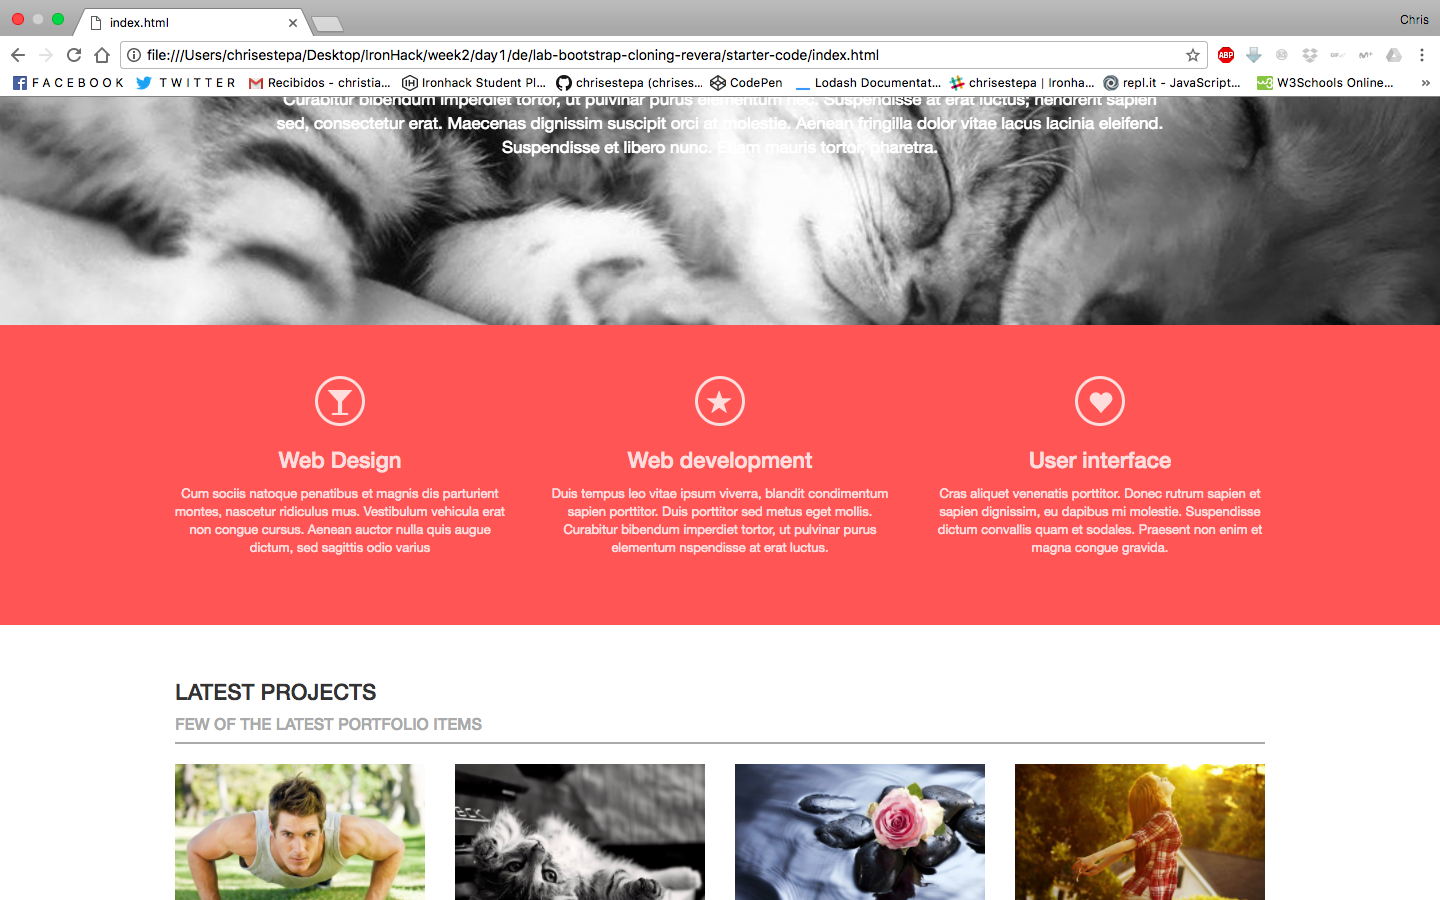 index.html
Chris
file:///Users/chrisestepa/Desktop/IronHack/week2/day1/de/lab-bootstrap-cloning-revera/starter-code/index.html
ABP
F A C E B O O K
T W I T T E R
Recibidos - christia...
Ironhack Student Pl...
chrisestepa (chrises...
CodePen
Lodash Documentat...
chrisestepa | Ironha...
repl.it - JavaScript...
W3Schools Online...
»
Curabitur bibendum imperdiet tortor, ut pulvinar purus elementum nec. Suspendisse at erat luctus; hendrerit sapien
sed, consectetur erat. Maecenas dignissim suscipit orci at molestie. Aenean fringilla dolor vitae lacus lacinia eleifend.
Suspendisse et libero nunc. Etiam mauris tortor, pharetra.
Web Design
Cum sociis natoque penatibus et magnis dis parturient
montes, nascetur ridiculus mus. Vestibulum vehicula erat
non congue cursus. Aenean auctor nulla quis augue
dictum, sed sagittis odio varius
Web development
Duis tempus leo vitae ipsum viverra, blandit condimentum
sapien porttitor. Duis porttitor sed metus eget mollis.
Curabitur bibendum imperdiet tortor, ut pulvinar purus
elementum nspendisse at erat luctus.
User interface
Cras aliquet venenatis porttitor. Donec rutrum sapien et
sapien dignissim, eu dapibus mi molestie. Suspendisse
dictum convallis quam et sodales. Praesent non enim et
magna congue gravida.
LATEST PROJECTS
FEW OF THE LATEST PORTFOLIO ITEMS